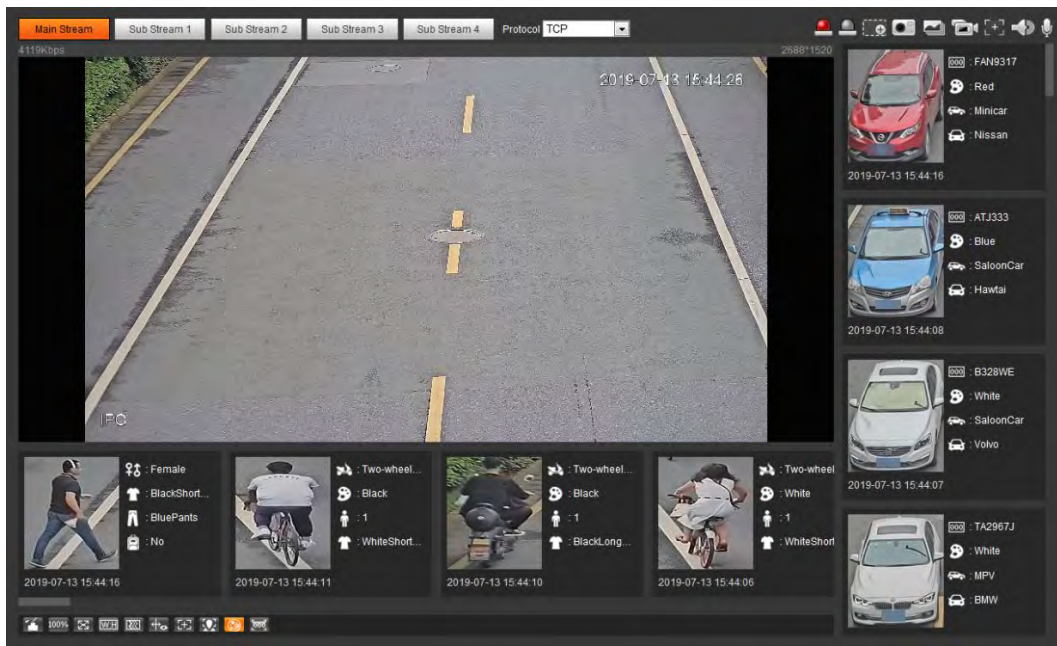 Main Stream
Sub Stream 1
Sub Stream 2
Sub Stream 3
Sub Stream 4
Protocol TCP
4119Kbps
2688*1520
2019-07-13 15:44:26
IPC
: FAN9317
: Red
: Minicar
: Nissan
2019-07-13 15:44:16
: ATJ333
: Blue
: SaloonCar
: Hawtai
2019-07-13 15:44:08
: B328WE
: White
: SaloonCar
: Volvo
2019-07-13 15:44:07
: TA2967J
: White
: MPV
: BMW
: Female
: BlackShort...
: BluePants
: No
2019-07-13 15:44:16
: Two-wheel...
: Black
: 1
: WhiteShort...
2019-07-13 15:44:11
: Two-wheel...
: Black
: 1
: BlackLong...
2019-07-13 15:44:10
: Two-wheel
: White
: 1
: WhiteShort
2019-07-13 15:44:06
100%
W:H